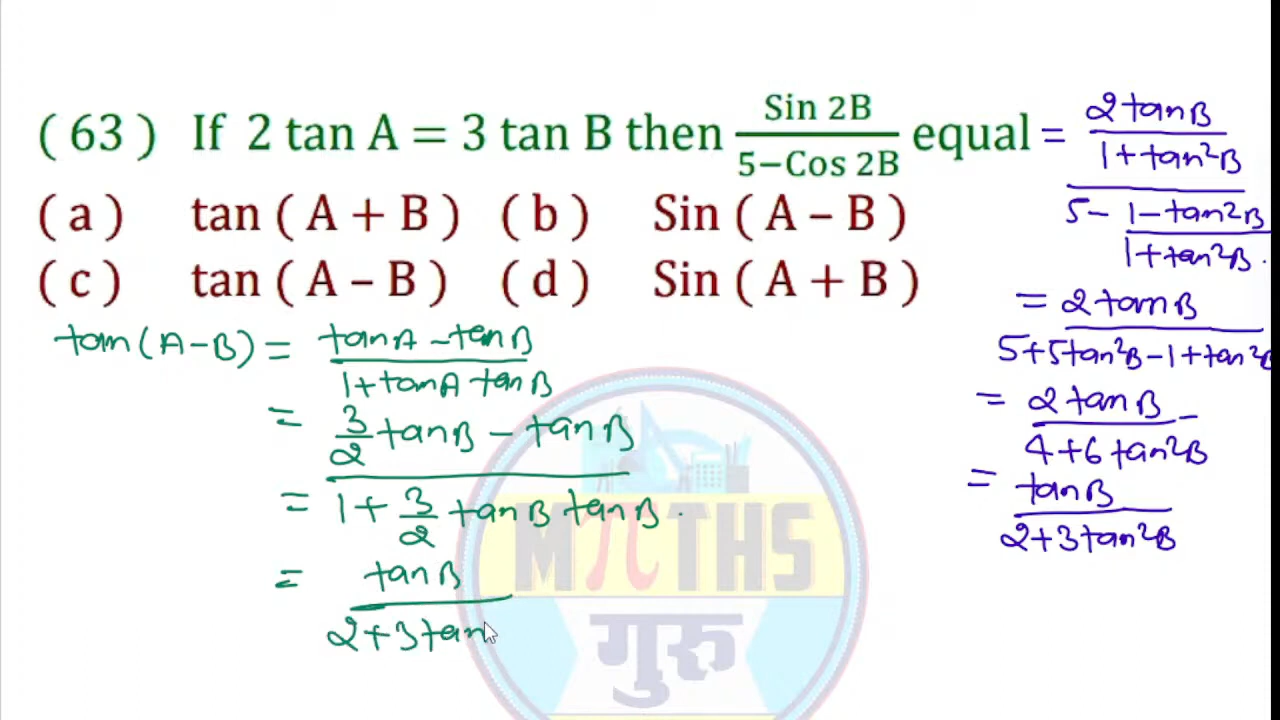 ( 63 ) If 2 tan A = 3 tan B then Sin 2B / 5−Cos 2B equal
( a ) tan ( A + B ) ( b ) Sin ( A – B )
( c ) tan ( A – B ) ( d ) Sin ( A + B )
tan(A-B) = tanA - tanB / 1+tanA tanB
= 3/2 tanB - tanB
= 1+ 3/2 tanB tanB.
= tanB / 2+3tan
= 2tanB / 1+tan²B
5- 1-tan²B / 1+tan²B.
= 2tanB / 5+5tan²B-1+tan²B
= 2tanB / 4+6tan²B
= tanB / 2+3tan²B
MπTHS
गुरु